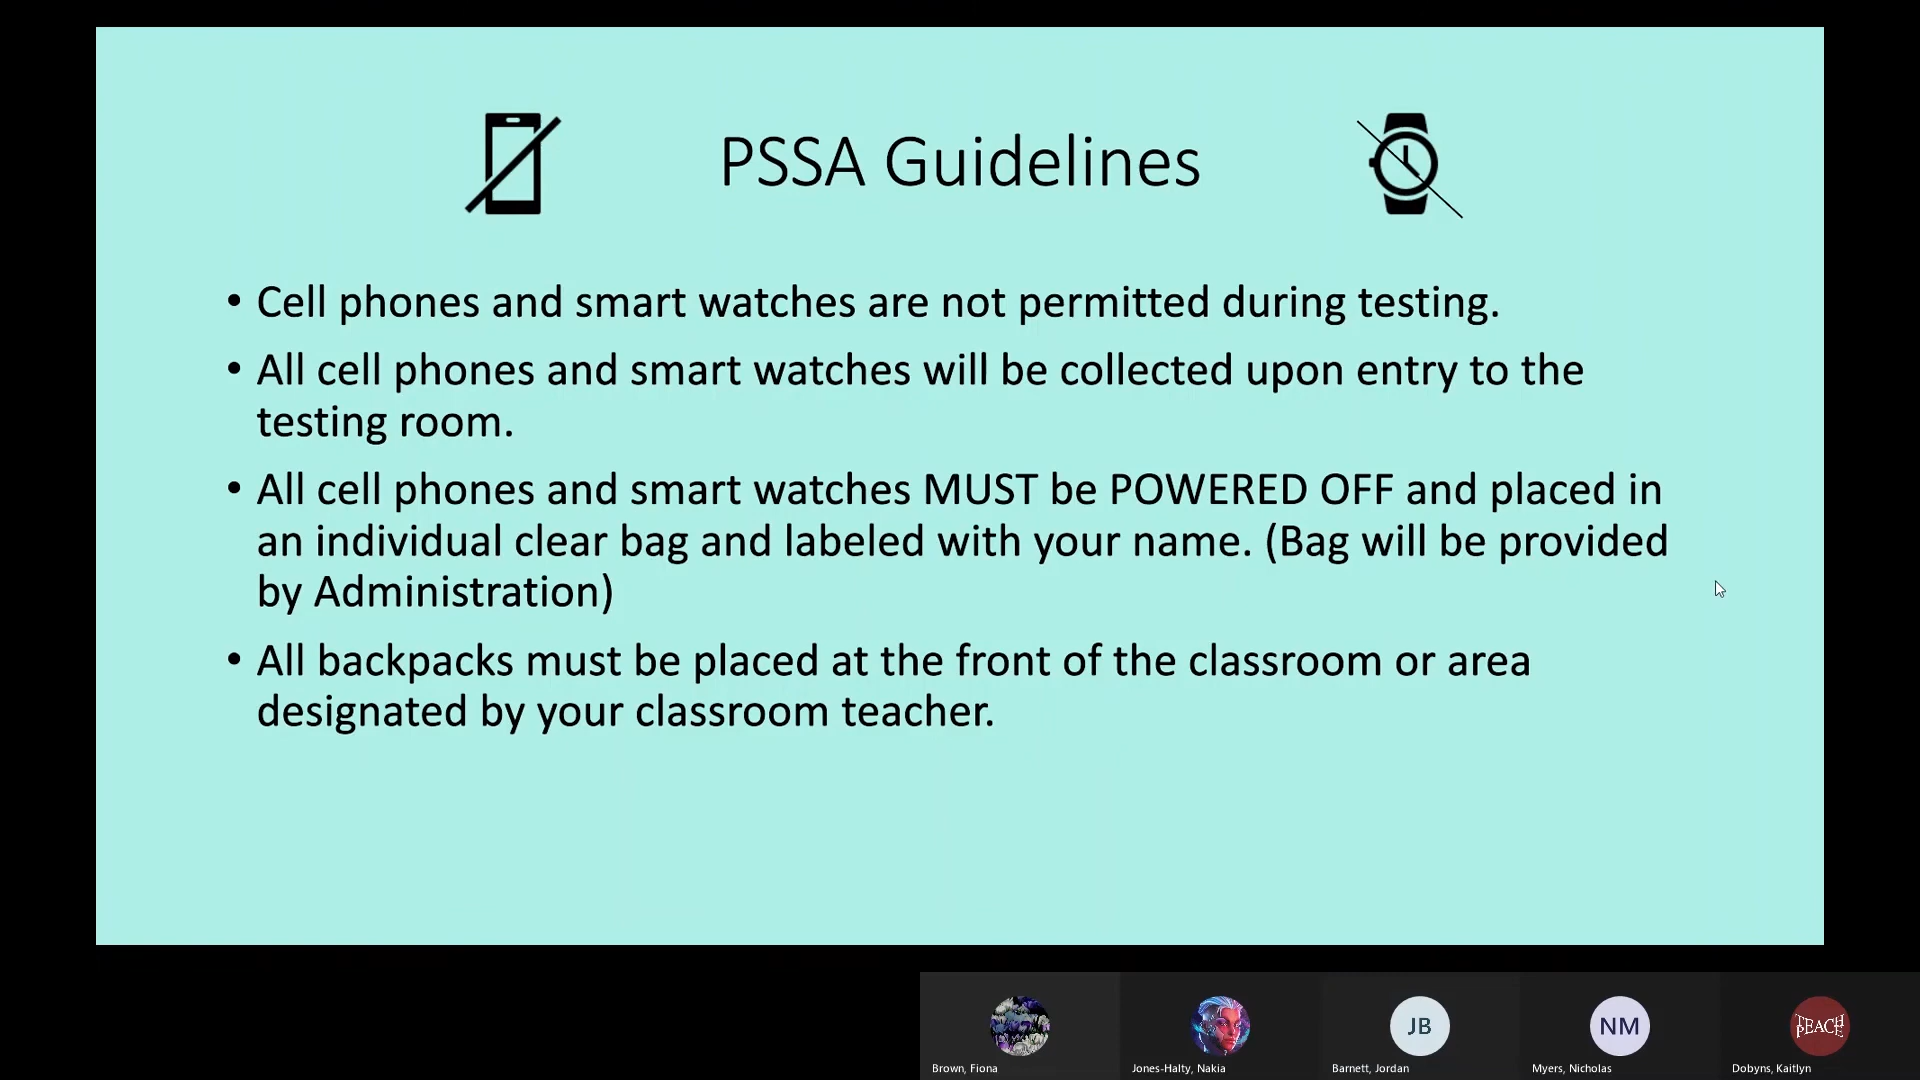 PSSA Guidelines
• Cell phones and smart watches are not permitted during testing.
• All cell phones and smart watches will be collected upon entry to the
testing room.
• All cell phones and smart watches MUST be POWERED OFF and placed in
an individual clear bag and labeled with your name. (Bag will be provided
by Administration)
• All backpacks must be placed at the front of the classroom or area
designated by your classroom teacher.
JB
NM
TEACH
PEACE
Brown, Fiona
Jones-Halty, Nakia
Barnett, Jordan
Myers, Nicholas
Dobyns, Kaitlyn